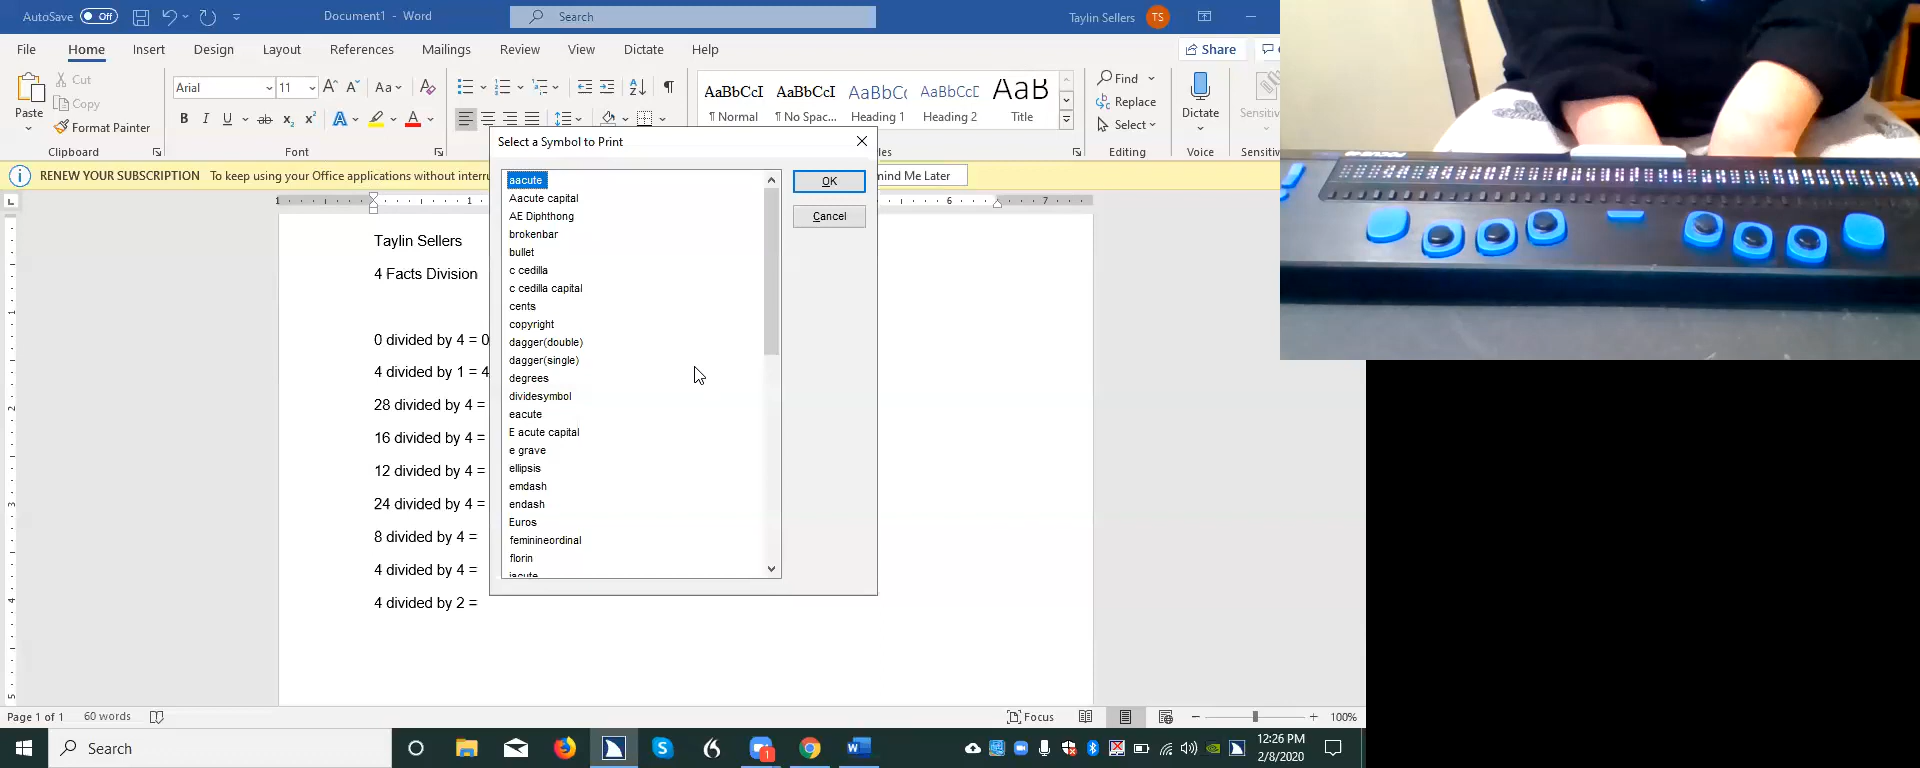 AutoSave Off
Document1 - Word
Search
Taylin Sellers TS
File Home Insert Design Layout References Mailings Review View Dictate Help
Share
Paste
Cut
Copy
Format Painter
Clipboard
Arial 11
Font
AaBbCcI AaBbCcI AaBbC AaBbCcD AaB
¶ Normal ¶ No Spac... Heading 1 Heading 2 Title
Find
Replace
Select
Editing
Dictate
Voice
Sensitivi
Sensitiv
RENEW YOUR SUBSCRIPTION To keep using your Office applications without interru
mind Me Later
Select a Symbol to Print
aacute
Aacute capital
AE Diphthong
brokenbar
bullet
c cedilla
c cedilla capital
cents
copyright
dagger(double)
dagger(single)
degrees
dividesymbol
eacute
E acute capital
e grave
ellipsis
emdash
endash
Euros
feminineordinal
florin
iacute
OK
Cancel
Taylin Sellers
4 Facts Division
0 divided by 4 = 0
4 divided by 1 = 4
28 divided by 4 =
16 divided by 4 =
12 divided by 4 =
24 divided by 4 =
8 divided by 4 =
4 divided by 4 =
4 divided by 2 =
Page 1 of 1 60 words
Focus
100%
Search
12:26 PM
2/8/2020